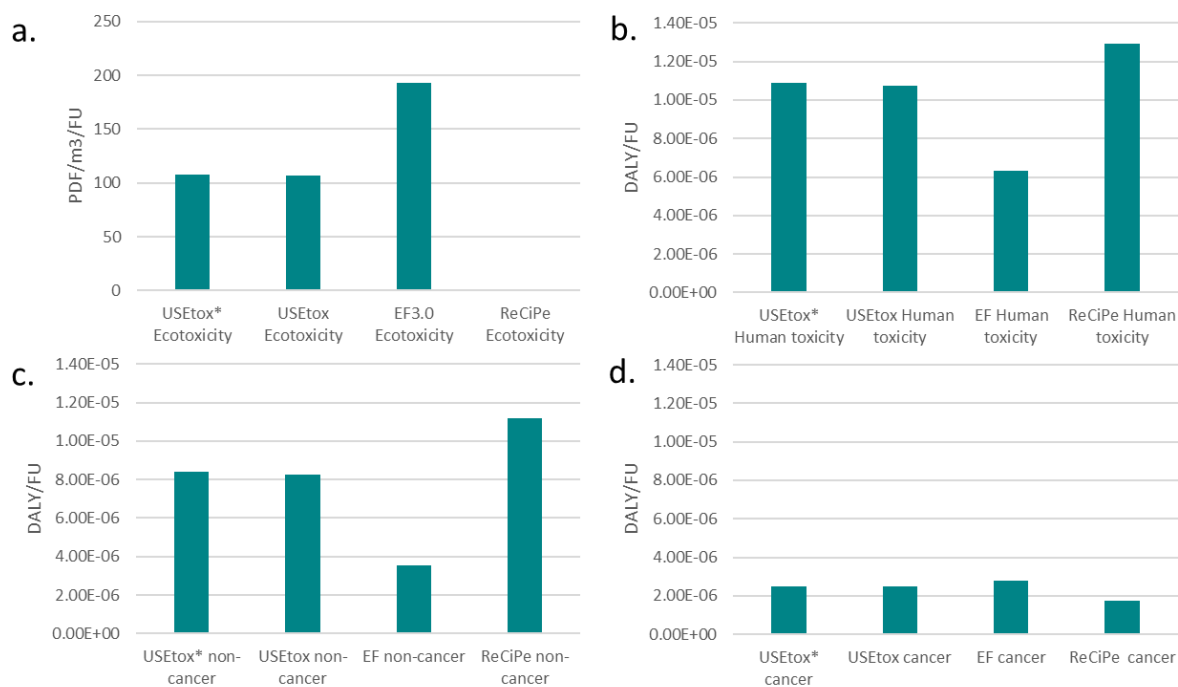 a.
PDF/m3/FU
250
200
150
100
50
0
USEtox*
Ecotoxicity
USEtox
Ecotoxicity
EF3.0
Ecotoxicity
ReCiPe
Ecotoxicity
b.
DALY/FU
1.40E-05
1.20E-05
1.00E-05
8.00E-06
6.00E-06
4.00E-06
2.00E-06
0.00E+00
USEtox*
Human toxicity
USEtox Human
toxicity
EF Human
toxicity
ReCiPe Human
toxicity
c.
DALY/FU
1.40E-05
1.20E-05
1.00E-05
8.00E-06
6.00E-06
4.00E-06
2.00E-06
0.00E+00
USEtox* non-
cancer
USEtox non-
cancer
EF non-cancer
ReCiPe non-
cancer
d.
DALY/FU
1.40E-05
1.20E-05
1.00E-05
8.00E-06
6.00E-06
4.00E-06
2.00E-06
0.00E+00
USEtox*
cancer
USEtox cancer
EF cancer
ReCiPe cancer